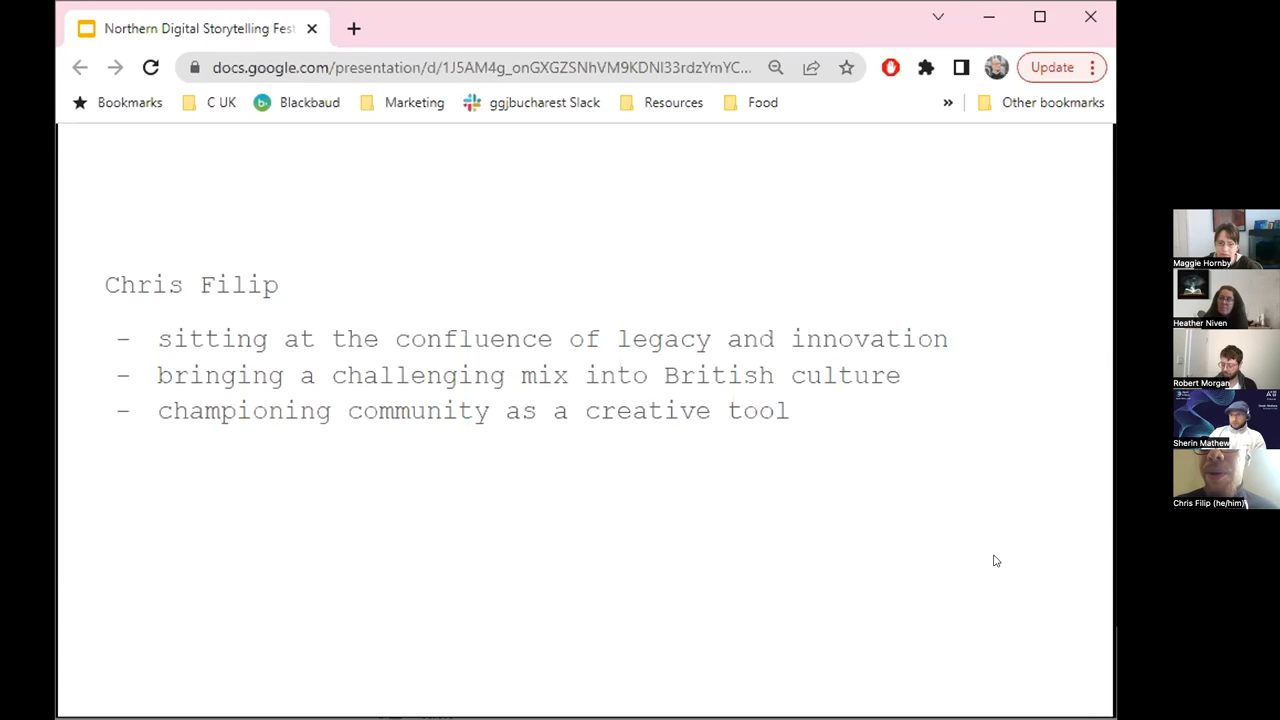 Northern Digital Storytelling Fest
docs.google.com/presentation/d/1J5AM4g_onGXGZSNhVM9KDNl33rdzYmYC...
Update
Bookmarks
C UK
Blackbaud
Marketing
ggjbucharest Slack
Resources
Food
»
Other bookmarks
Chris Filip
- sitting at the confluence of legacy and innovation
- bringing a challenging mix into British culture
- championing community as a creative tool
Maggie Hornby
Heather Niven
Robert Morgan
Sherin Mathew
Chris Filip (he/him)